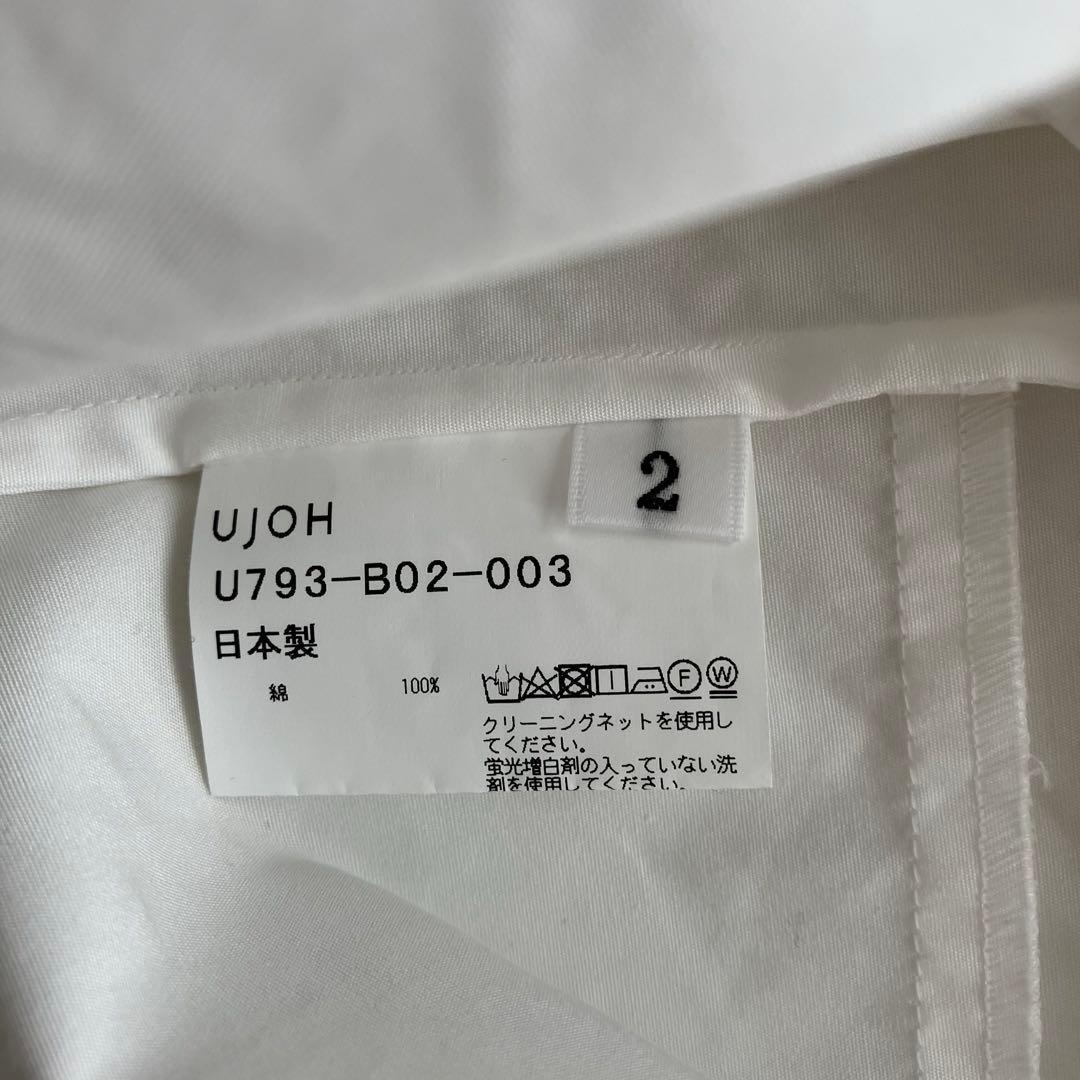 2
UJOH
U793-B02-003
日本製
綿 100%
F W
クリーニングネットを使用し
てください。
蛍光増白剤の入っていない洗
剤を使用してください。